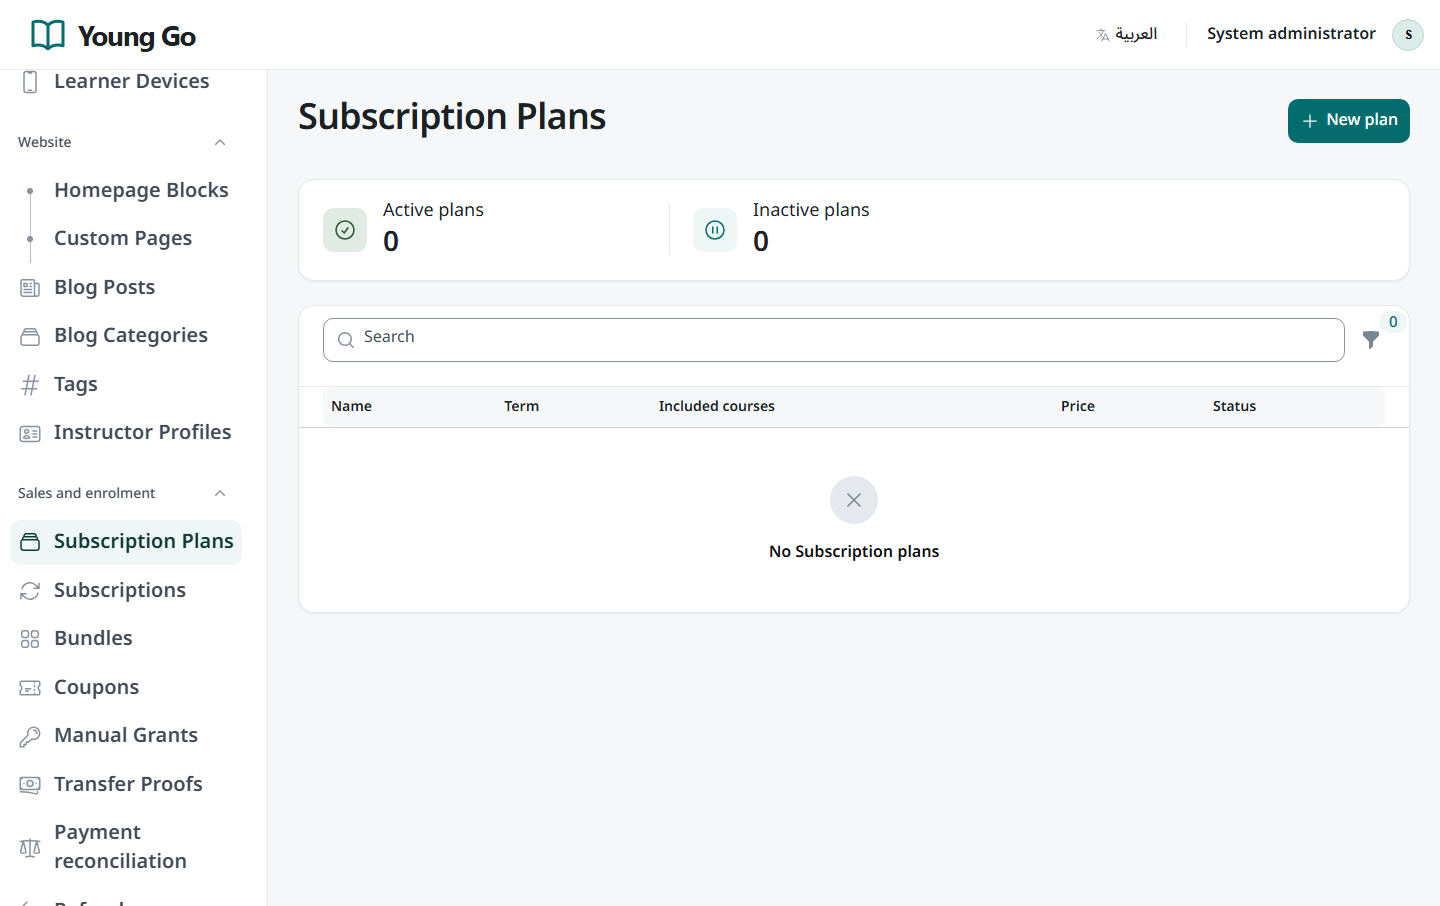 Young Go
العربية
System administrator
S
Learner Devices
Website
Homepage Blocks
Custom Pages
Blog Posts
Blog Categories
Tags
Instructor Profiles
Sales and enrolment
Subscription Plans
Subscriptions
Bundles
Coupons
Manual Grants
Transfer Proofs
Payment
reconciliation
Subscription Plans
New plan
Active plans
0
Inactive plans
0
Search
0
Name Term Included courses Price Status
No Subscription plans